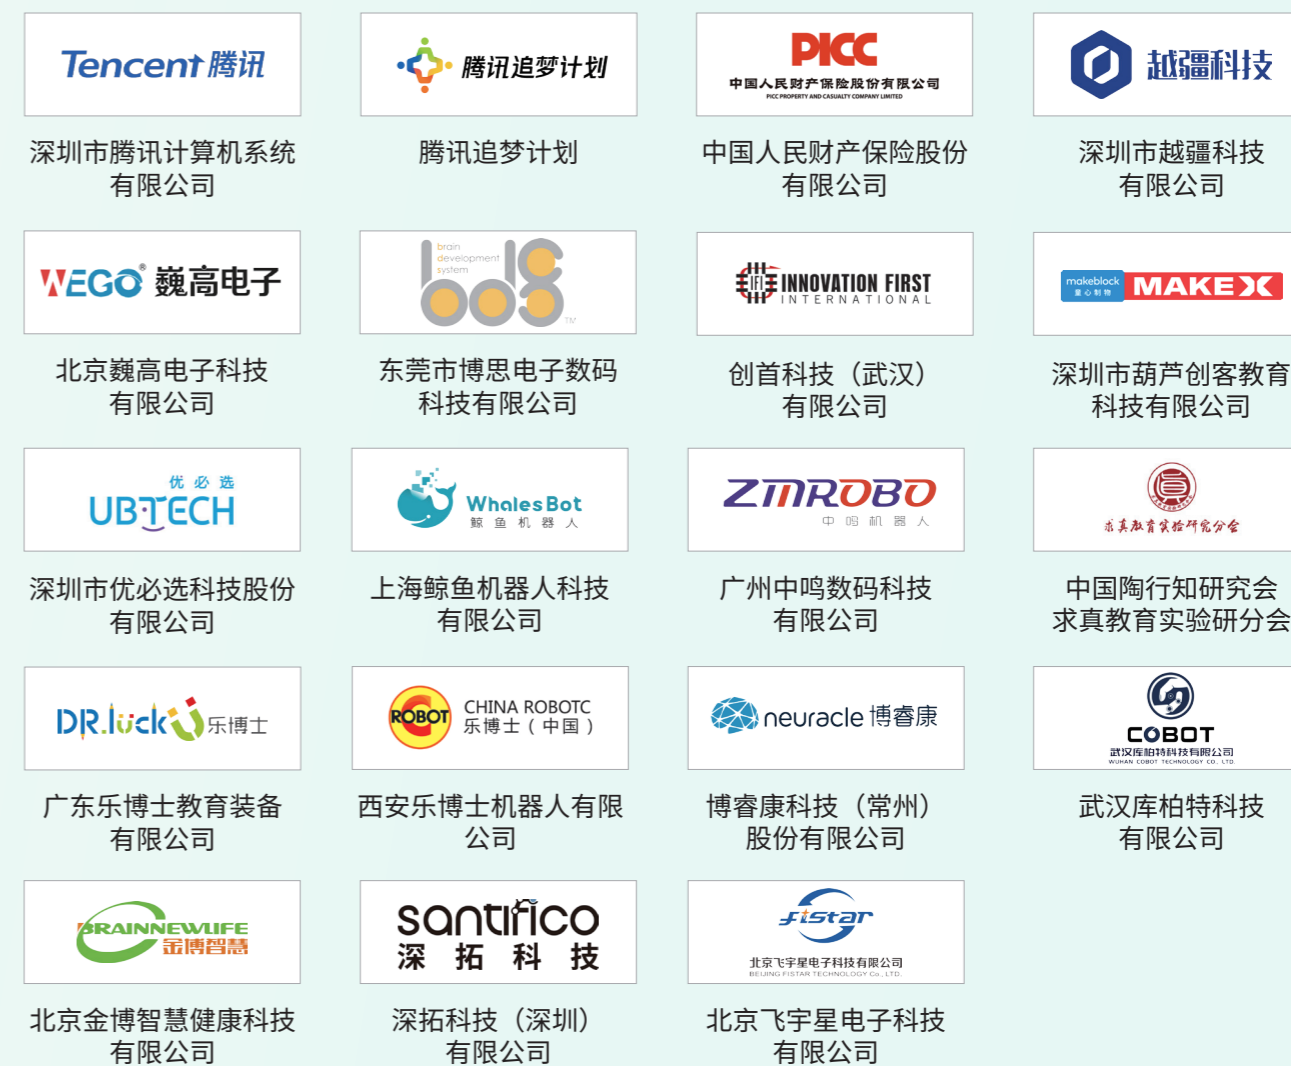 Tencent 腾讯
深圳市腾讯计算机系统
有限公司
腾讯追梦计划
腾讯追梦计划
PICC
中国人民财产保险股份有限公司
PICC PROPERTY AND CASUALTY COMPANY LIMITED
中国人民财产保险股份
有限公司
越疆科技
深圳市越疆科技
有限公司
WEGO® 巍高电子
北京巍高电子科技
有限公司
brain
development
system
bds
TM
东莞市博思电子数码
科技有限公司
IFI INNOVATION FIRST
INTERNATIONAL
创首科技（武汉）
有限公司
makeblock
童心制物
MAKEX
深圳市葫芦创客教育
科技有限公司
优必选
UBTECH
深圳市优必选科技股份
有限公司
WhalesBot
鲸鱼机器人
上海鲸鱼机器人科技
有限公司
ZMROBO
中鸣机器人
广州中鸣数码科技
有限公司
求真教育实验研究分会
中国陶行知研究会
求真教育实验研分会
DR.luck 乐博士
广东乐博士教育装备
有限公司
ROBOT
CHINA ROBOTC
乐博士（中国）
西安乐博士机器人有限
公司
neuracle 博睿康
博睿康科技（常州）
股份有限公司
COBOT
武汉库柏特科技有限公司
WUHAN COBOT TECHNOLOGY CO., LTD.
武汉库柏特科技
有限公司
BRAINNEWLIFE
金博智慧
北京金博智慧健康科技
有限公司
santifico
深拓科技
深拓科技（深圳）
有限公司
Fistar
北京飞宇星电子科技有限公司
BEIJING FISTAR TECHNOLOGY Co., LTD.
北京飞宇星电子科技
有限公司